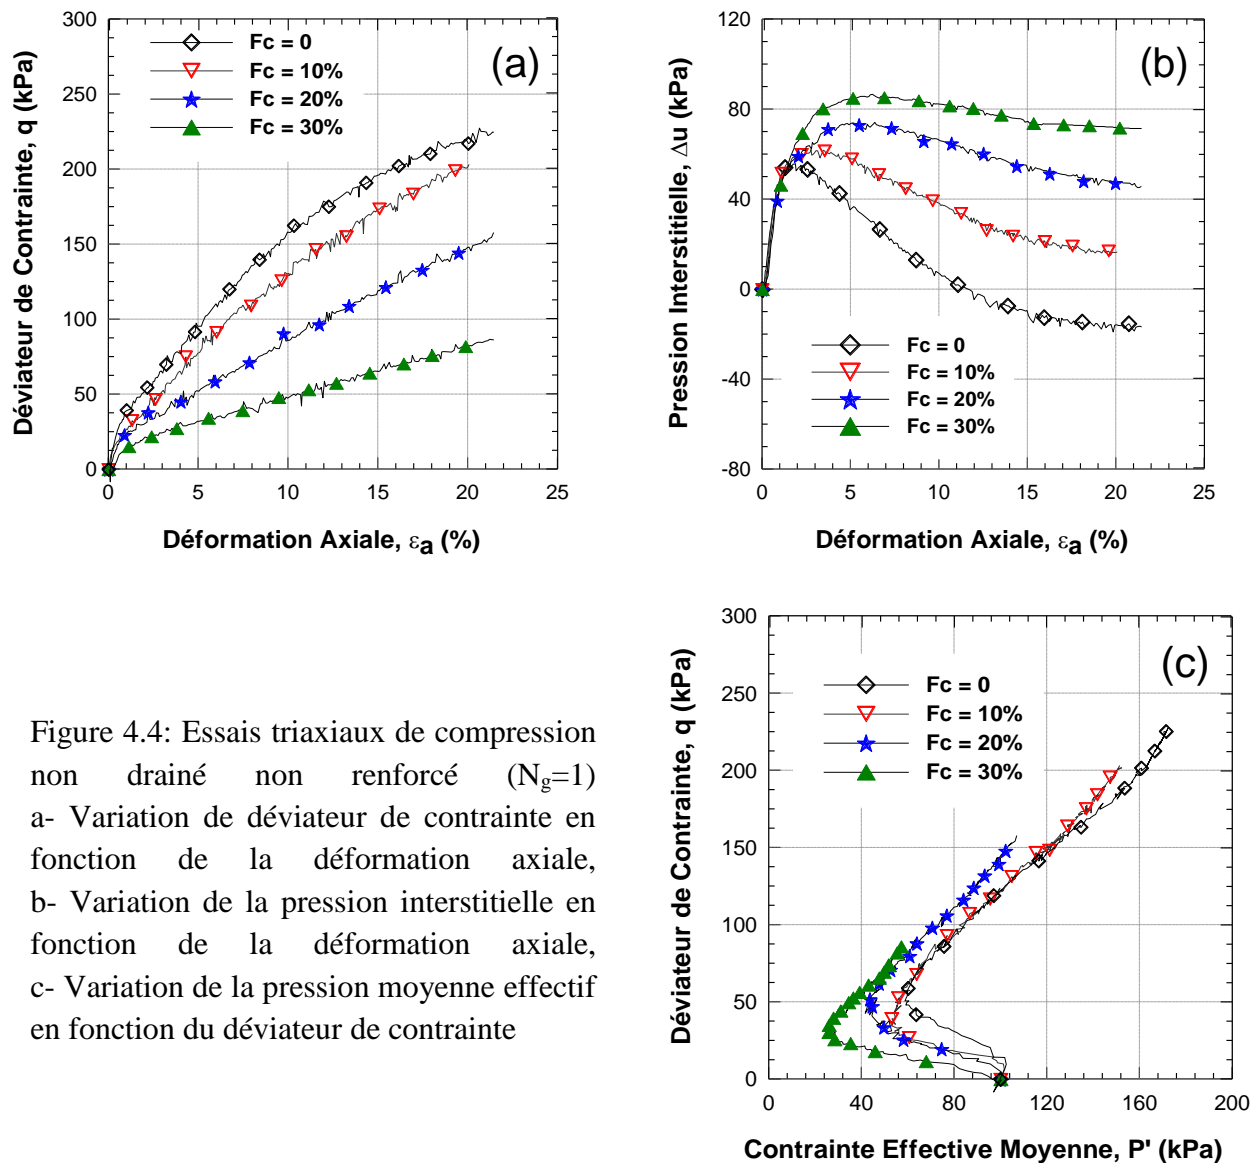 300
250
200
150
100
50
0
Déviateur de Contrainte, q (kPa)
Fc = 0
Fc = 10%
Fc = 20%
Fc = 30%
(a)
0
5
10
15
20
25
Déformation Axiale, εa (%)
120
80
40
0
-40
-80
Pression Interstitielle, Δu (kPa)
(b)
Fc = 0
Fc = 10%
Fc = 20%
Fc = 30%
0
5
10
15
20
25
Déformation Axiale, εa (%)
Figure 4.4: Essais triaxiaux de compression
non drainé non renforcé (Ng=1)
a- Variation de déviateur de contrainte en
fonction de la déformation axiale,
b- Variation de la pression interstitielle en
fonction de la déformation axiale,
c- Variation de la pression moyenne effectif
en fonction du déviateur de contrainte
300
250
200
150
100
50
0
Déviateur de Contrainte, q (kPa)
Fc = 0
Fc = 10%
Fc = 20%
Fc = 30%
(c)
0
40
80
120
160
200
Contrainte Effective Moyenne, P' (kPa)